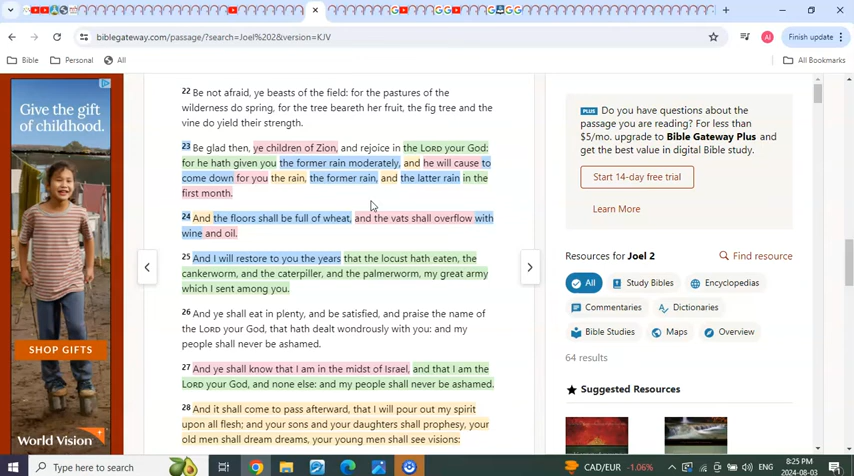 Finish update
biblegateway.com/passage/?search=Joel%202&version=KJV
AI
Bible
Personal
All
All Bookmarks
Give the gift
of childhood.
SHOP GIFTS
World Vision
22 Be not afraid, ye beasts of the field: for the pastures of the
wilderness do spring, for the tree beareth her fruit, the fig tree and the
vine do yield their strength.
23 Be glad then, ye children of Zion, and rejoice in the LORD your God:
for he hath given you the former rain moderately, and he will cause to
come down for you the rain, the former rain, and the latter rain in the
first month.
24 And the floors shall be full of wheat, and the vats shall overflow with
wine and oil.
25 And I will restore to you the years that the locust hath eaten, the
cankerworm, and the caterpiller, and the palmerworm, my great army
which I sent among you.
26 And ye shall eat in plenty, and be satisfied, and praise the name of
the LORD your God, that hath dealt wondrously with you: and my
people shall never be ashamed.
27 And ye shall know that I am in the midst of Israel, and that I am the
LORD your God, and none else: and my people shall never be ashamed.
28 And it shall come to pass afterward, that I will pour out my spirit
upon all flesh; and your sons and your daughters shall prophesy, your
old men shall dream dreams, your young men shall see visions:
PLUS Do you have questions about the
passage you are reading? For less than
$5/mo. upgrade to Bible Gateway Plus and
get the best value in digital Bible study.
Start 14-day free trial
Learn More
Resources for Joel 2
Find resource
All
Study Bibles
Encyclopedias
Commentaries
Dictionaries
Bible Studies
Maps
Overview
64 results
Suggested Resources
Type here to search
CAD/EUR -1.06%
ENG
8:25 PM
2024-08-03